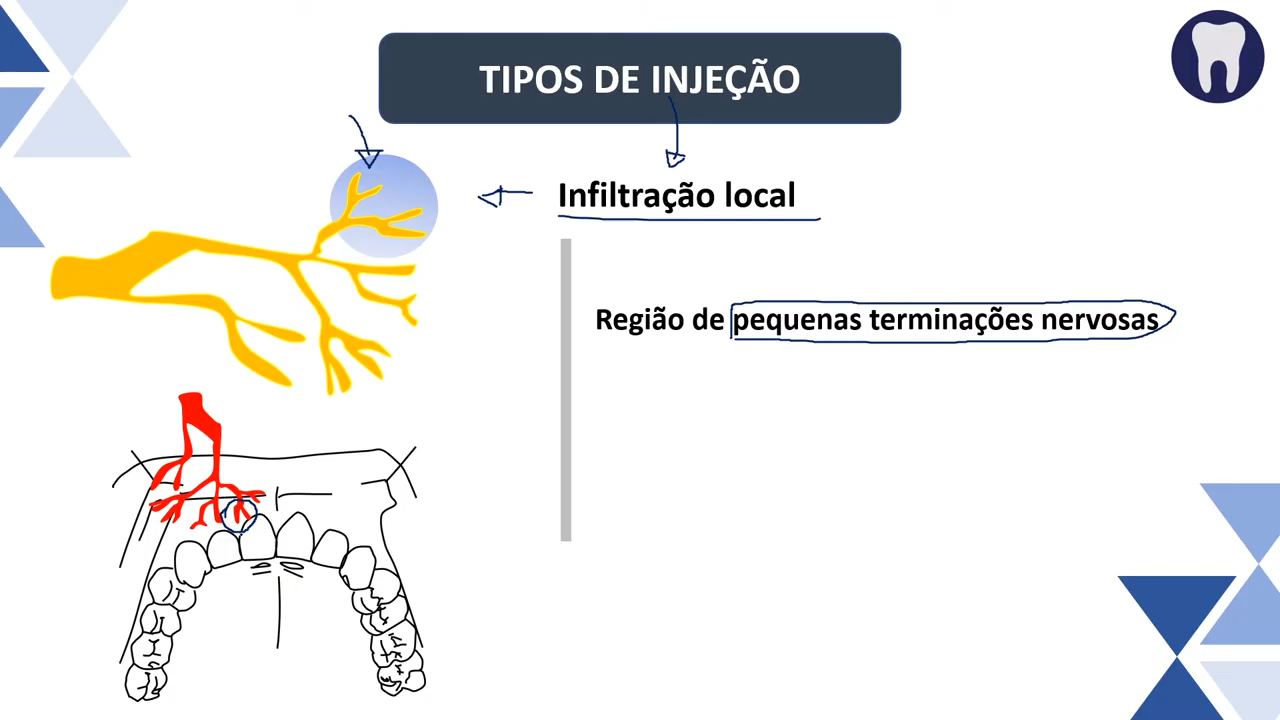 TIPOS DE INJEÇÃO
Infiltração local
Região de pequenas terminações nervosas